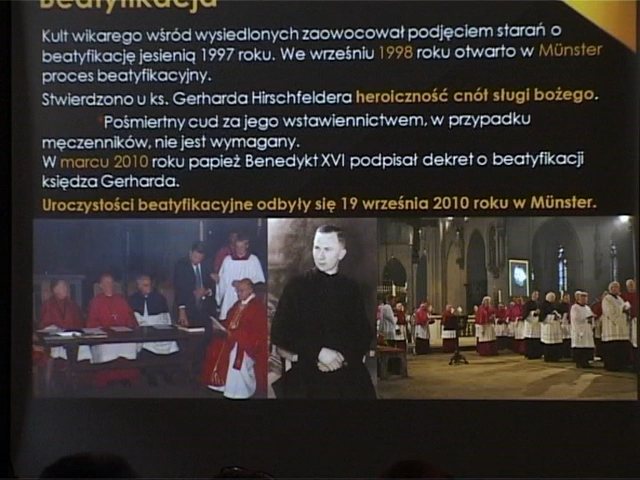 Beatyfikacja
Kult wikarego wśród wysiedlonych zaowocował podjęciem starań o
beatyfikację jesienią 1997 roku. We wrześniu 1998 roku otwarto w Münster
proces beatyfikacyjny.
Stwierdzono u ks. Gerharda Hirschfeldera heroiczność cnót sługi bożego.
Pośmiertny cud za jego wstawiennictwem, w przypadku
męczenników, nie jest wymagany.
W marcu 2010 roku papież Benedykt XVI podpisał dekret o beatyfikacji
księdza Gerharda.
Uroczystości beatyfikacyjne odbyły się 19 września 2010 roku w Münster.